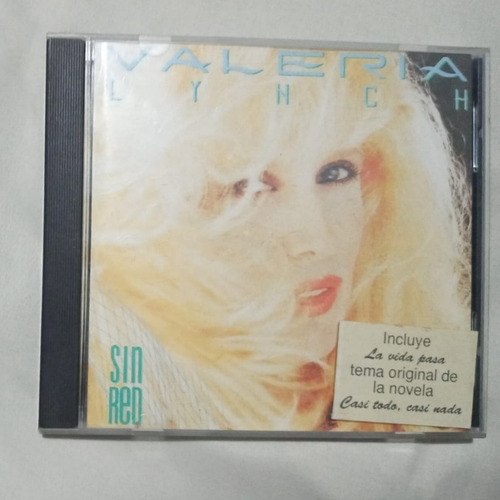 VALERIA
LYNCH
SIN
RED
Incluye
La vida pasa
tema original de
la novela
Casi todo, casi nada